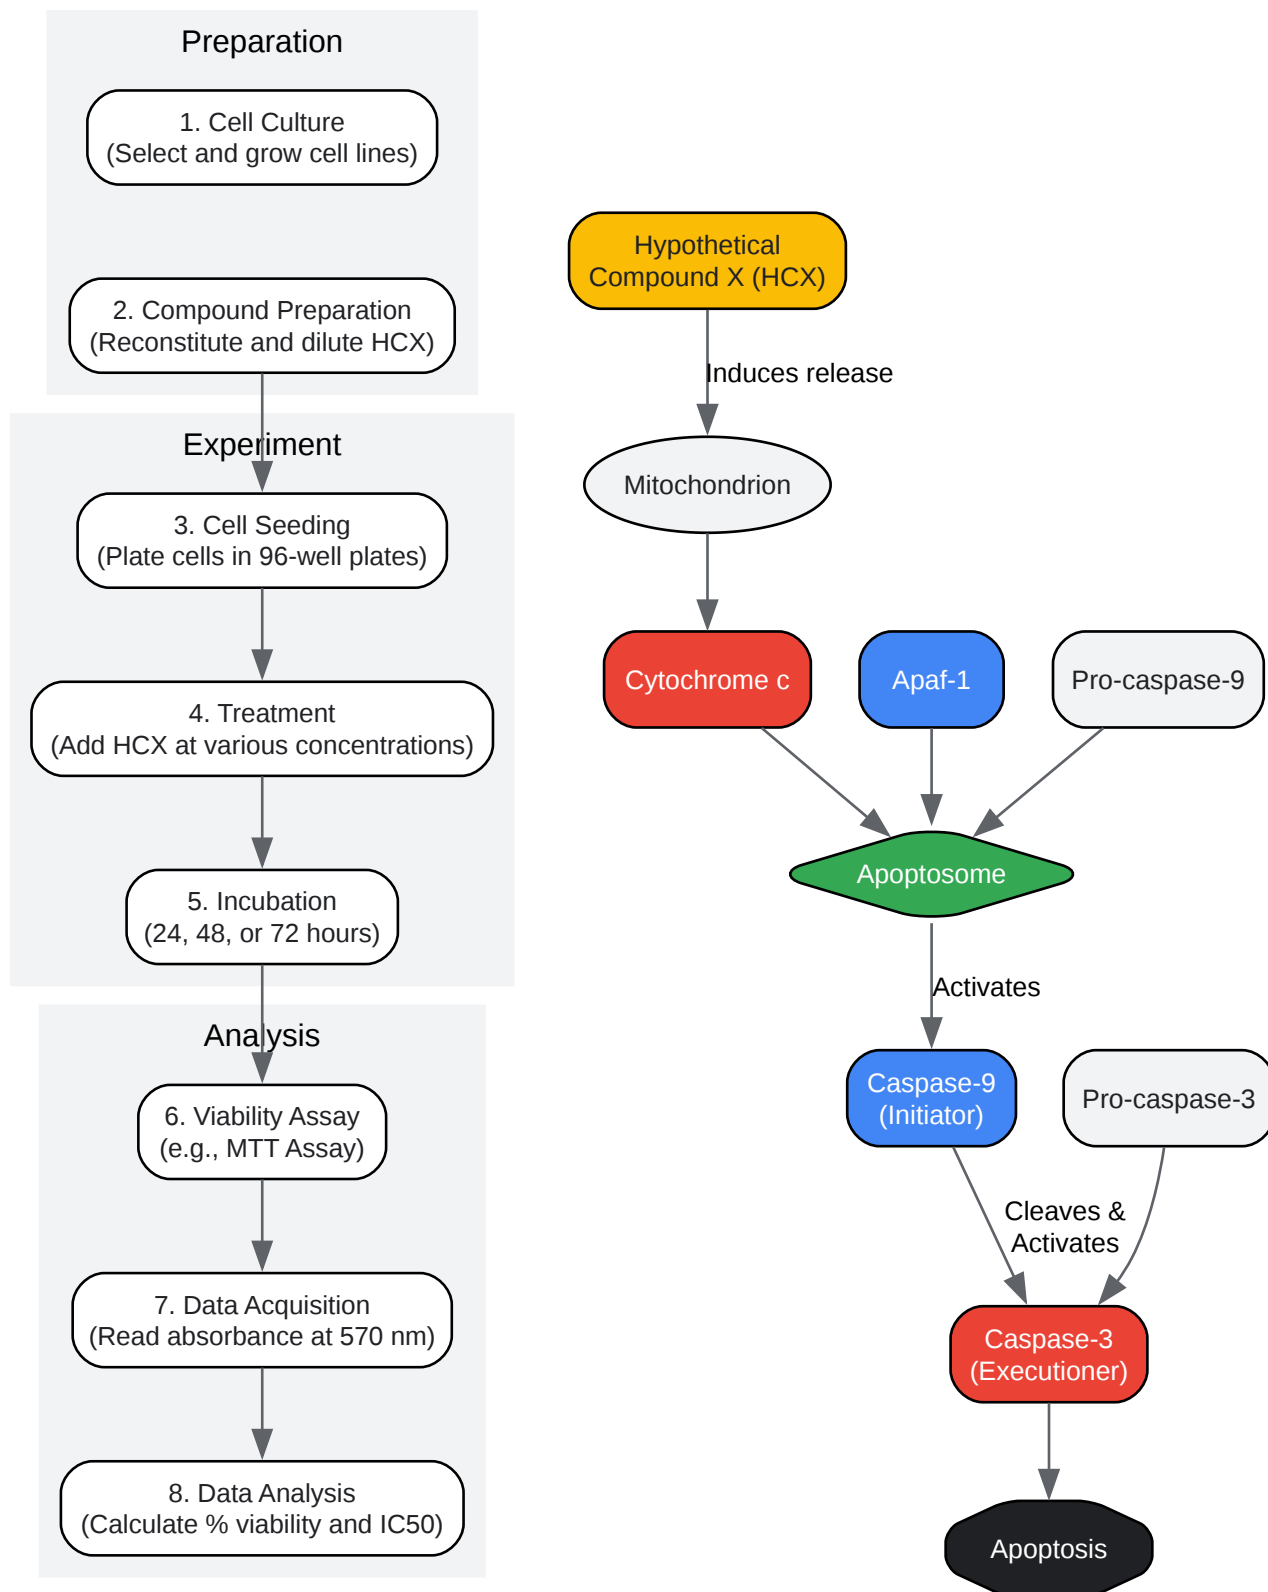 Preparation
1. Cell Culture
(Select and grow cell lines)
2. Compound Preparation
(Reconstitute and dilute HCX)
Experiment
3. Cell Seeding
(Plate cells in 96-well plates)
4. Treatment
(Add HCX at various concentrations)
5. Incubation
(24, 48, or 72 hours)
Analysis
6. Viability Assay
(e.g., MTT Assay)
7. Data Acquisition
(Read absorbance at 570 nm)
8. Data Analysis
(Calculate % viability and IC50)
Hypothetical
Compound X (HCX)
Induces release
Mitochondrion
Cytochrome c
Apaf-1
Pro-caspase-9
Apoptosome
Activates
Caspase-9
(Initiator)
Pro-caspase-3
Cleaves &
Activates
Caspase-3
(Executioner)
Apoptosis